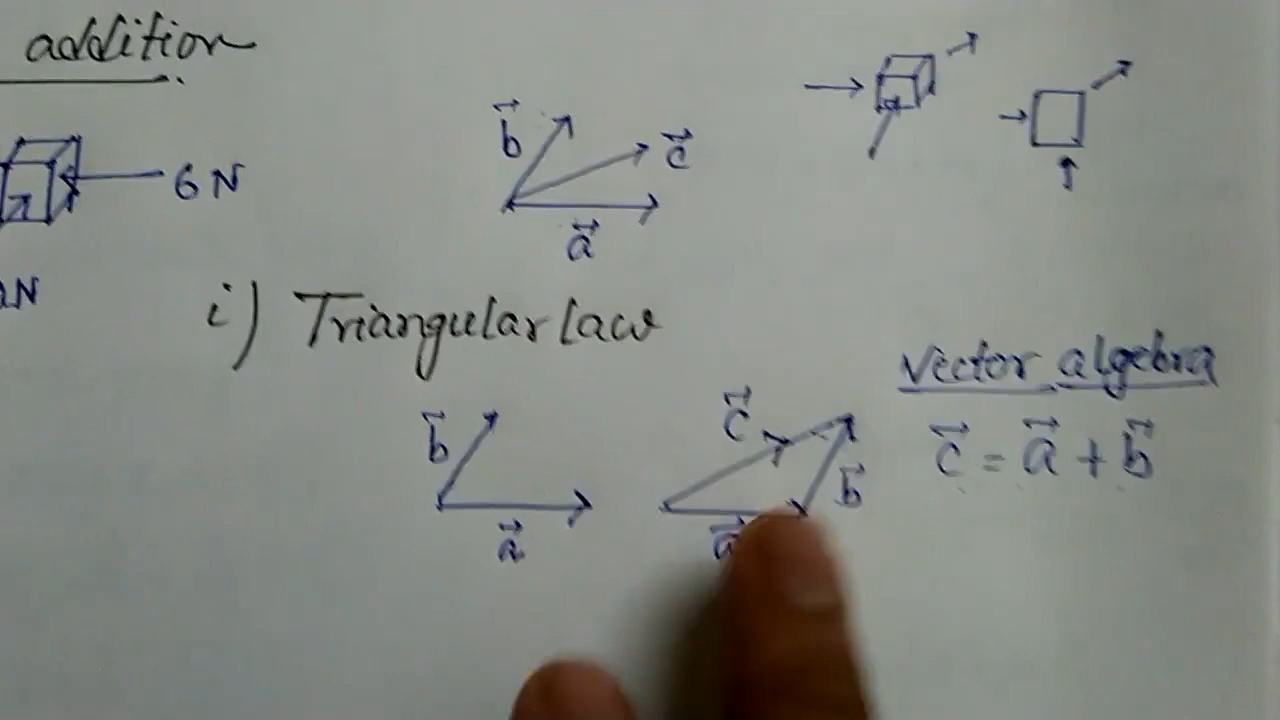 addition
6 N
N
b⃗
c⃗
a⃗
i) Triangular law
b⃗
a⃗
c⃗
b⃗
a⃗
Vector algebra
c⃗ = a⃗ + b⃗